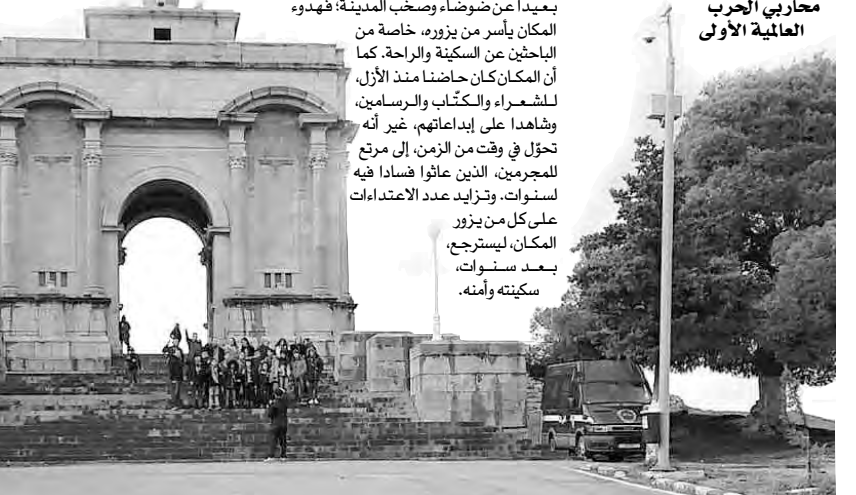 محاربي الحرب
العالمية الأولى
بعيدا عن ضوضاء وصخب المدينة؛ فهدوء
المكان يأسر من يزوره، خاصة من
الباحثين عن السكينة والراحة. كما
أن المكان كان حاضنا منذ الأزل،
للشعراء والكتّاب والرسامين،
وشاهدا على إبداعاتهم، غير أنه
تحوّل في وقت من الزمن، إلى مرتع
للمجرمين، الذين عاثوا فسادا فيه
لسنوات. وتزايد عدد الاعتداءات
على كل من يزور
المكان، ليسترجع،
بعد سنوات،
سكينته وأمنه.